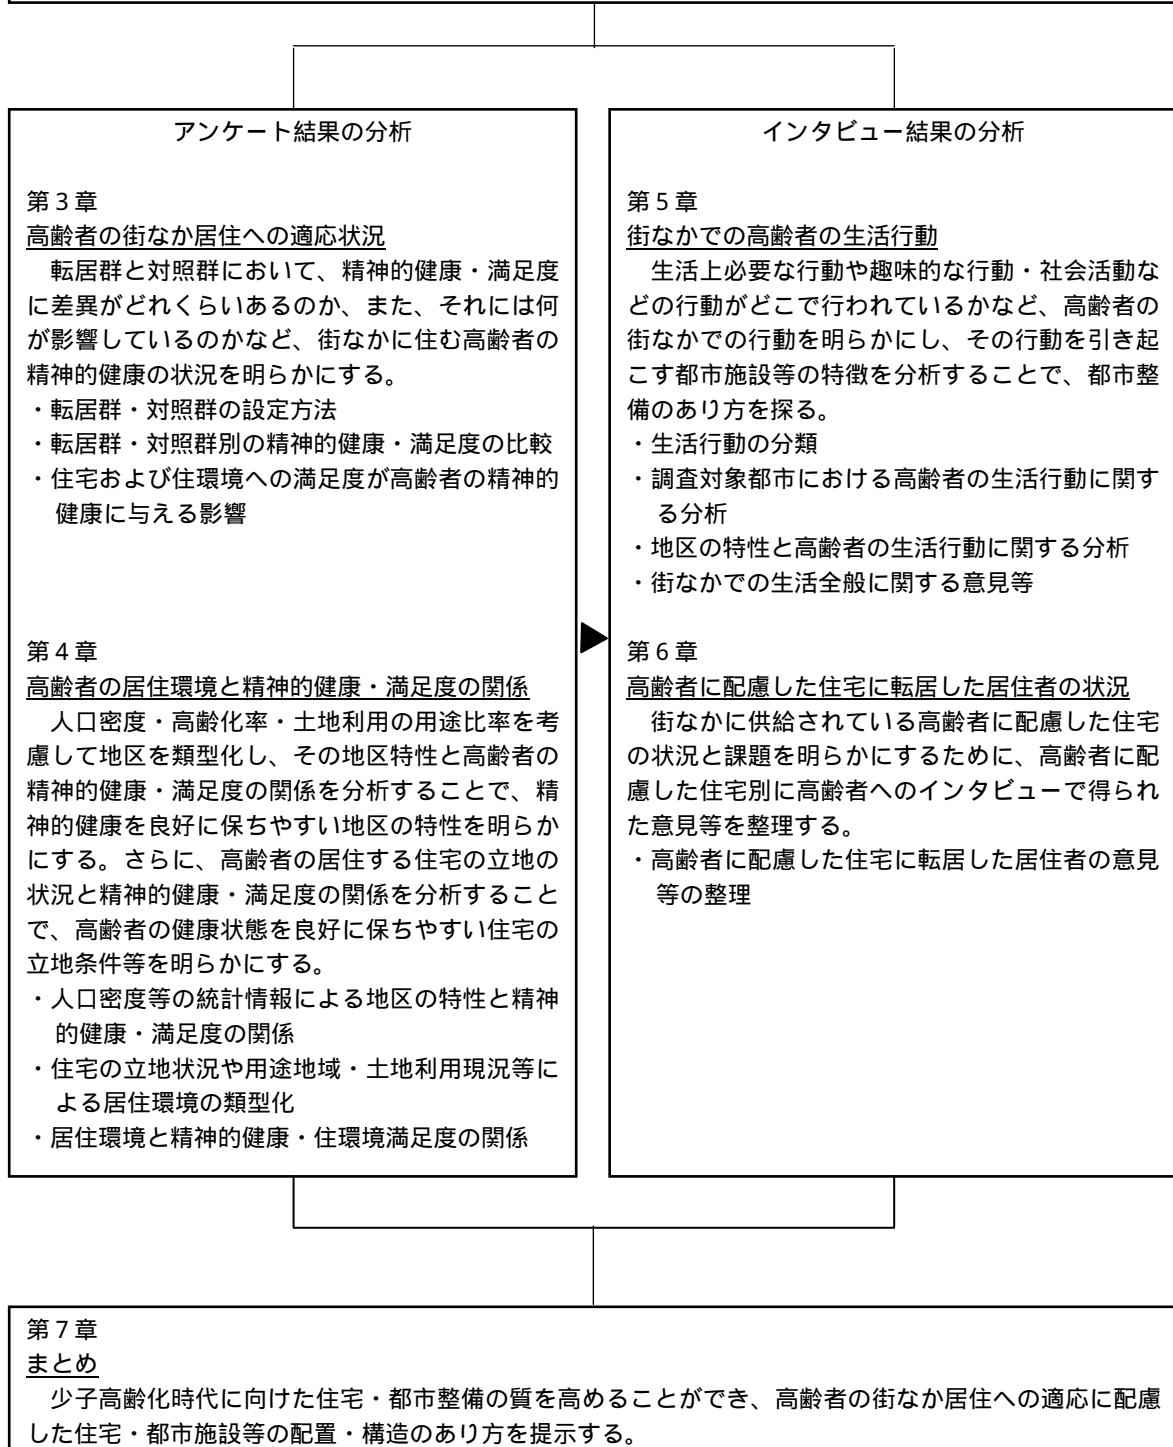 アンケート結果の分析
第3章
高齢者の街なか居住への適応状況
　転居群と対照群において、精神的健康・満足度
に差異がどれくらいあるのか、また、それには何
が影響しているのかなど、街なかに住む高齢者の
精神的健康の状況を明らかにする。
・転居群・対照群の設定方法
・転居群・対照群別の精神的健康・満足度の比較
・住宅および住環境への満足度が高齢者の精神的
健康に与える影響
第4章
高齢者の居住環境と精神的健康・満足度の関係
　人口密度・高齢化率・土地利用の用途比率を考
慮して地区を類型化し、その地区特性と高齢者の
精神的健康・満足度の関係を分析することで、精
神的健康を良好に保ちやすい地区の特性を明らか
にする。さらに、高齢者の居住する住宅の立地の
状況と精神的健康・満足度の関係を分析すること
で、高齢者の健康状態を良好に保ちやすい住宅の
立地条件等を明らかにする。
・人口密度等の統計情報による地区の特性と精神
的健康・満足度の関係
・住宅の立地状況や用途地域・土地利用現況等に
よる居住環境の類型化
・居住環境と精神的健康・住環境満足度の関係
インタビュー結果の分析
第5章
街なかでの高齢者の生活行動
　生活上必要な行動や趣味的な行動・社会活動な
どの行動がどこで行われているかなど、高齢者の
街なかでの行動を明らかにし、その行動を引き起
こす都市施設等の特徴を分析することで、都市整
備のあり方を探る。
・生活行動の分類
・調査対象都市における高齢者の生活行動に関す
る分析
・地区の特性と高齢者の生活行動に関する分析
・街なかでの生活全般に関する意見等
第6章
高齢者に配慮した住宅に転居した居住者の状況
　街なかに供給されている高齢者に配慮した住宅
の状況と課題を明らかにするために、高齢者に配
慮した住宅別に高齢者へのインタビューで得られ
た意見等を整理する。
・高齢者に配慮した住宅に転居した居住者の意見
等の整理
第7章
まとめ
　少子高齢化時代に向けた住宅・都市整備の質を高めることができ、高齢者の街なか居住への適応に配慮
した住宅・都市施設等の配置・構造のあり方を提示する。